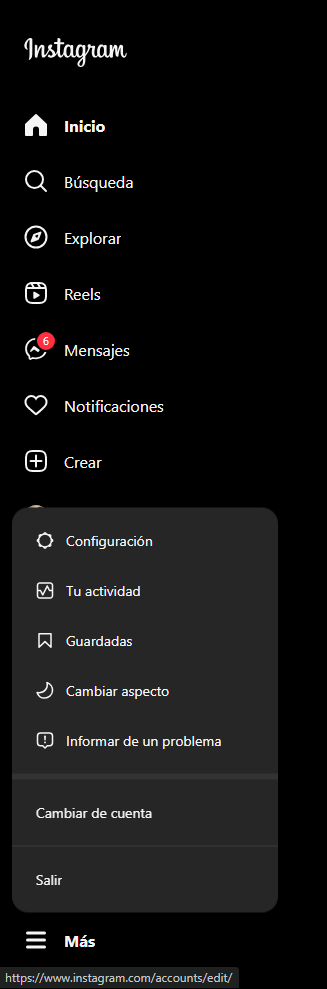 Instagram
Inicio
Búsqueda
Explorar
Reels
6
Mensajes
Notificaciones
Crear
Configuración
Tu actividad
Guardadas
Cambiar aspecto
Informar de un problema
Cambiar de cuenta
Salir
Más
https://www.instagram.com/accounts/edit/